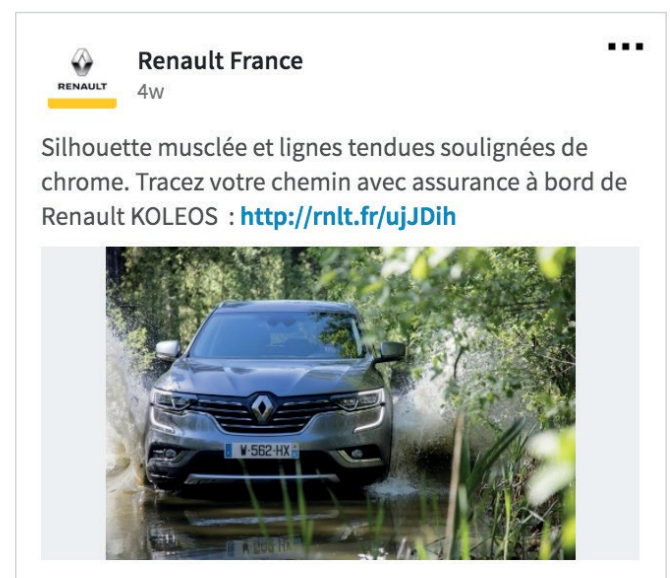 RENAULT
Renault France
4w
Silhouette musclée et lignes tendues soulignées de
chrome. Tracez votre chemin avec assurance à bord de
Renault KOLEOS : http://rnlt.fr/ujJDih
W-562-HX